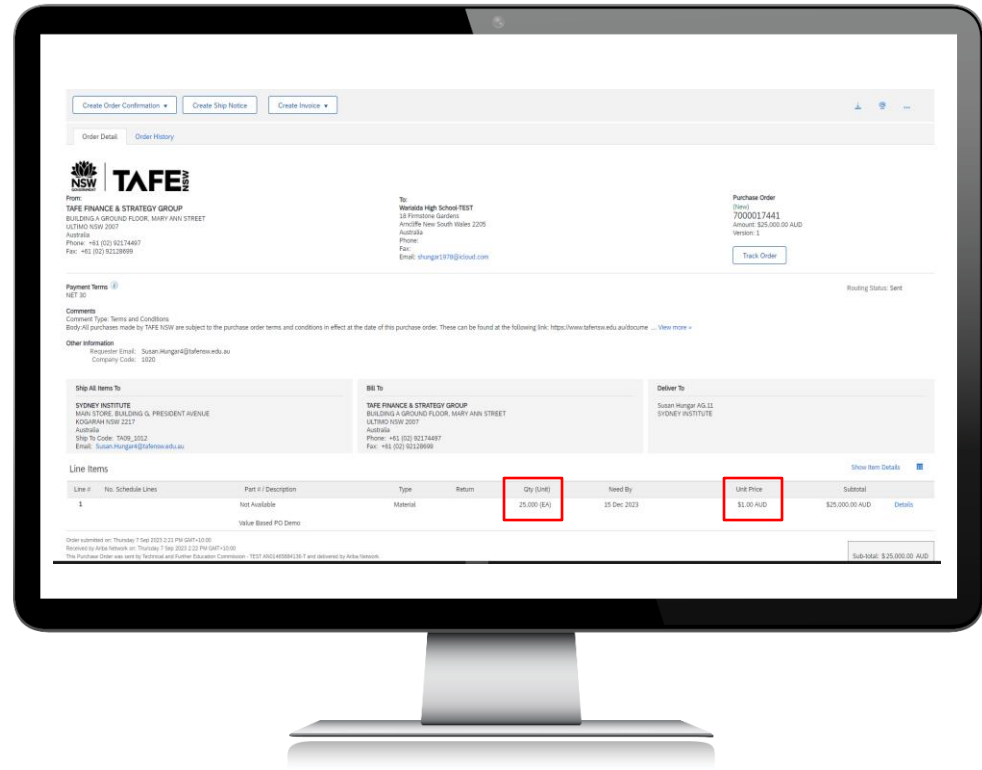 Create Order Confirmation ▼ Create Ship Notice Create Invoice ▼
Order Detail Order History
NSW GOVERNMENT TAFE NSW
From:
TAFE FINANCE & STRATEGY GROUP
BUILDING A GROUND FLOOR, MARY ANN STREET
ULTIMO NSW 2007
Australia
Phone: +61 (02) 92174497
Fax: +61 (02) 92128699
To:
Warialda High School-TEST
18 Firmstone Gardens
Arncliffe New South Wales 2205
Australia
Phone:
Fax:
Email: shungar1978@icloud.com
Purchase Order
(New)
7000017441
Amount: $25,000.00 AUD
Version: 1
Track Order
Payment Terms
NET 30
Routing Status: Sent
Comments
Comment Type: Terms and Conditions
Body:All purchases made by TAFE NSW are subject to the purchase order terms and conditions in effect at the date of this purchase order. These can be found at the following link: https://www.tafensw.edu.au/docume ... View more »
Other Information
Requester Email: Susan.Hungar4@tafensw.edu.au
Company Code: 1020
Ship All Items To
SYDNEY INSTITUTE
MAIN STORE, BUILDING G, PRESIDENT AVENUE
KOGARAH NSW 2217
Australia
Ship To Code: TA09_1012
Email: Susan.Hungar4@tafensw.edu.au
Bill To
TAFE FINANCE & STRATEGY GROUP
BUILDING A GROUND FLOOR, MARY ANN STREET
ULTIMO NSW 2007
Australia
Phone: +61 (02) 92174497
Fax: +61 (02) 92128699
Deliver To
Susan Hungar AG.11
SYDNEY INSTITUTE
Line Items
Show Item Details
Line # No. Schedule Lines Part # / Description Type Return Qty (Unit) Need By Unit Price Subtotal
1 Not Available Material 25,000 (EA) 15 Dec 2023 $1.00 AUD $25,000.00 AUD Details
Value Based PO Demo
Order submitted on: Thursday 7 Sep 2023 2:21 PM GMT+10:00
Received by Ariba Network on: Thursday 7 Sep 2023 2:22 PM GMT+10:00
This Purchase Order was sent by Technical and Further Education Commission - TEST AN01465884136-T and delivered by Ariba Network.
Sub-total: $25,000.00 AUD